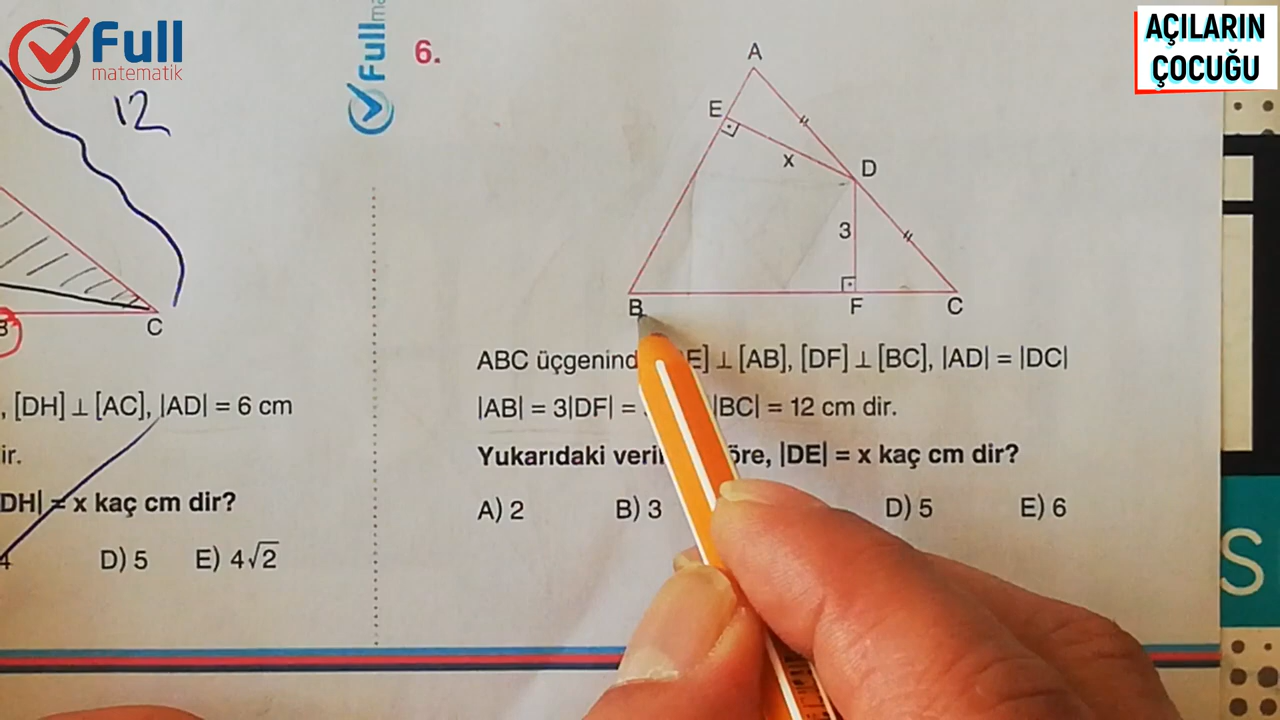 Full
matematik
AÇILARIN
ÇOCUĞU
12
Full
6.
A
E
x
D
3
B
F
C
C
, [DH] ⊥ [AC], |AD| = 6 cm
ir.
DH| = x kaç cm dir?
D) 5 E) 4√2
ABC üçgenind E] ⊥ [AB], [DF] ⊥ [BC], |AD| = |DC|
|AB| = 3|DF| = |BC| = 12 cm dir.
Yukarıdaki veri öre, |DE| = x kaç cm dir?
A) 2 B) 3 D) 5 E) 6
S